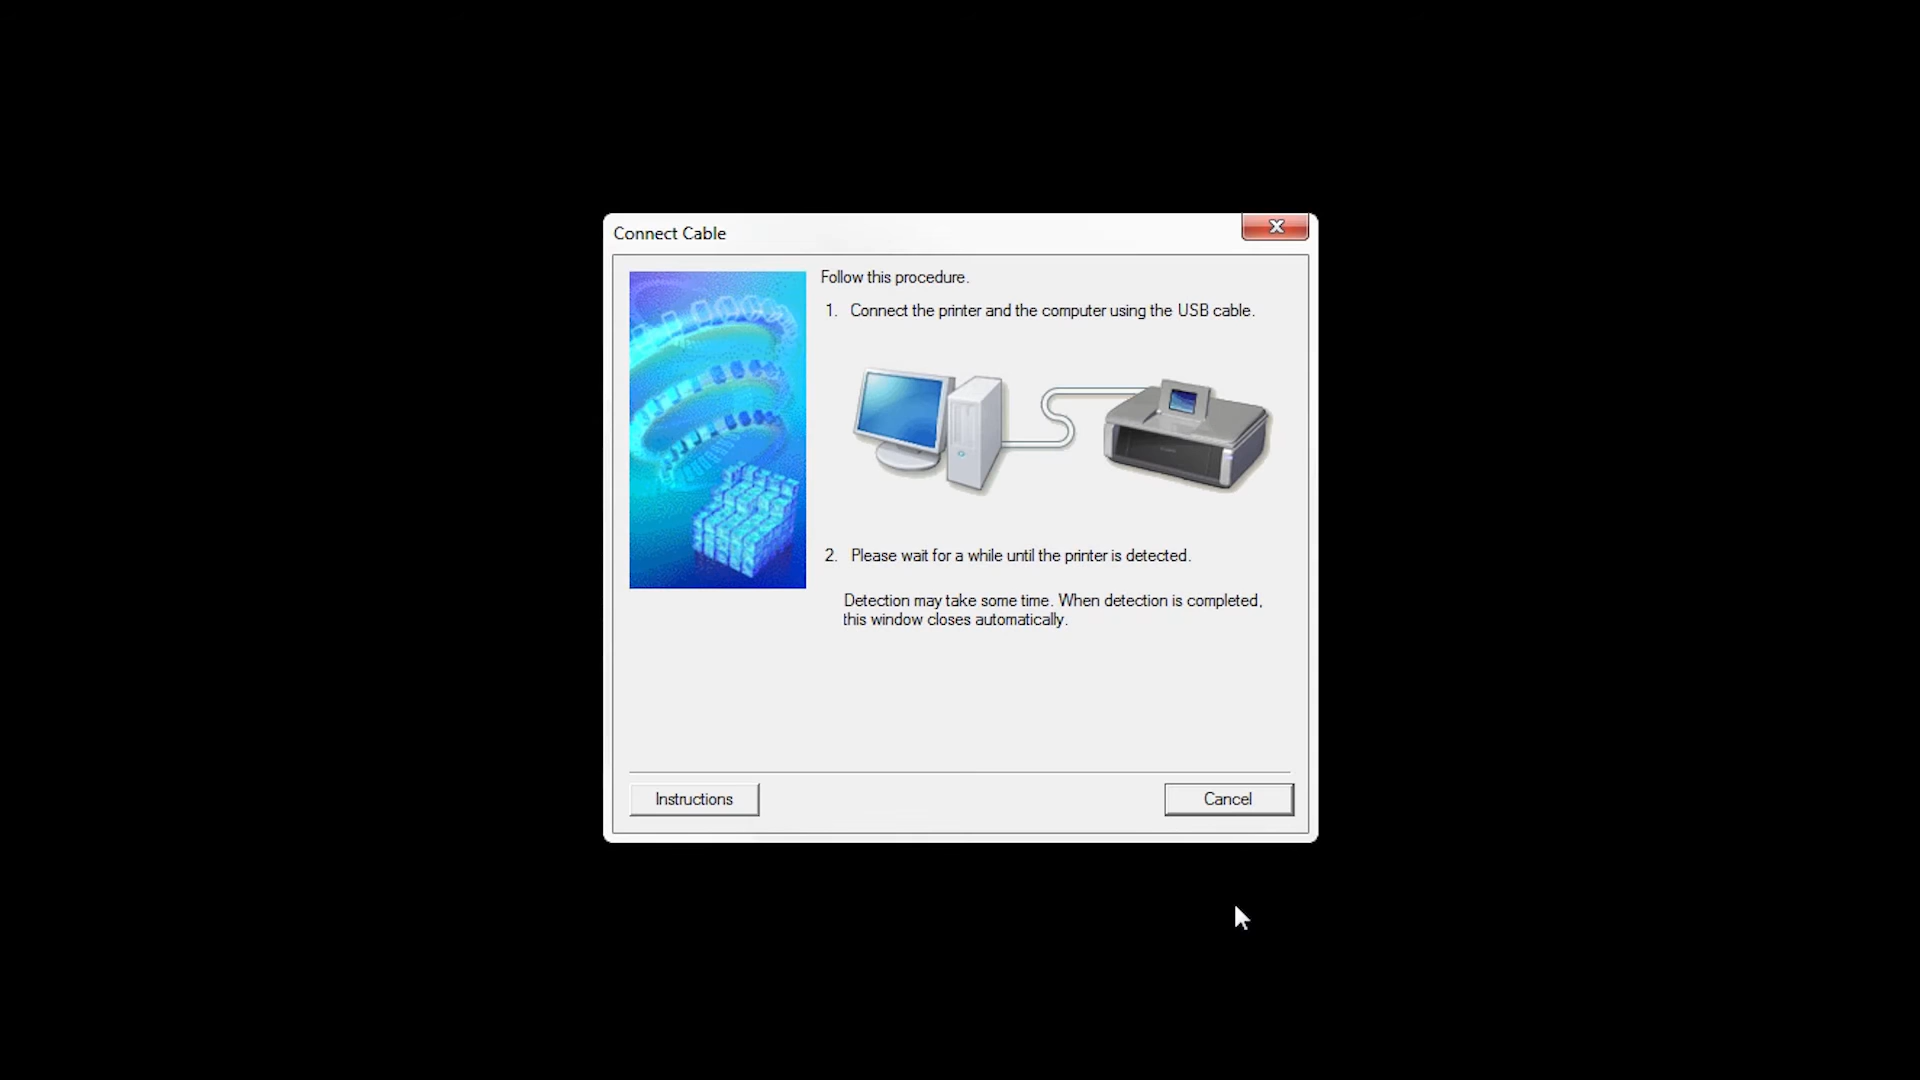 Connect Cable
Follow this procedure.
1. Connect the printer and the computer using the USB cable.
2. Please wait for a while until the printer is detected.
Detection may take some time. When detection is completed,
this window closes automatically.
Instructions
Cancel